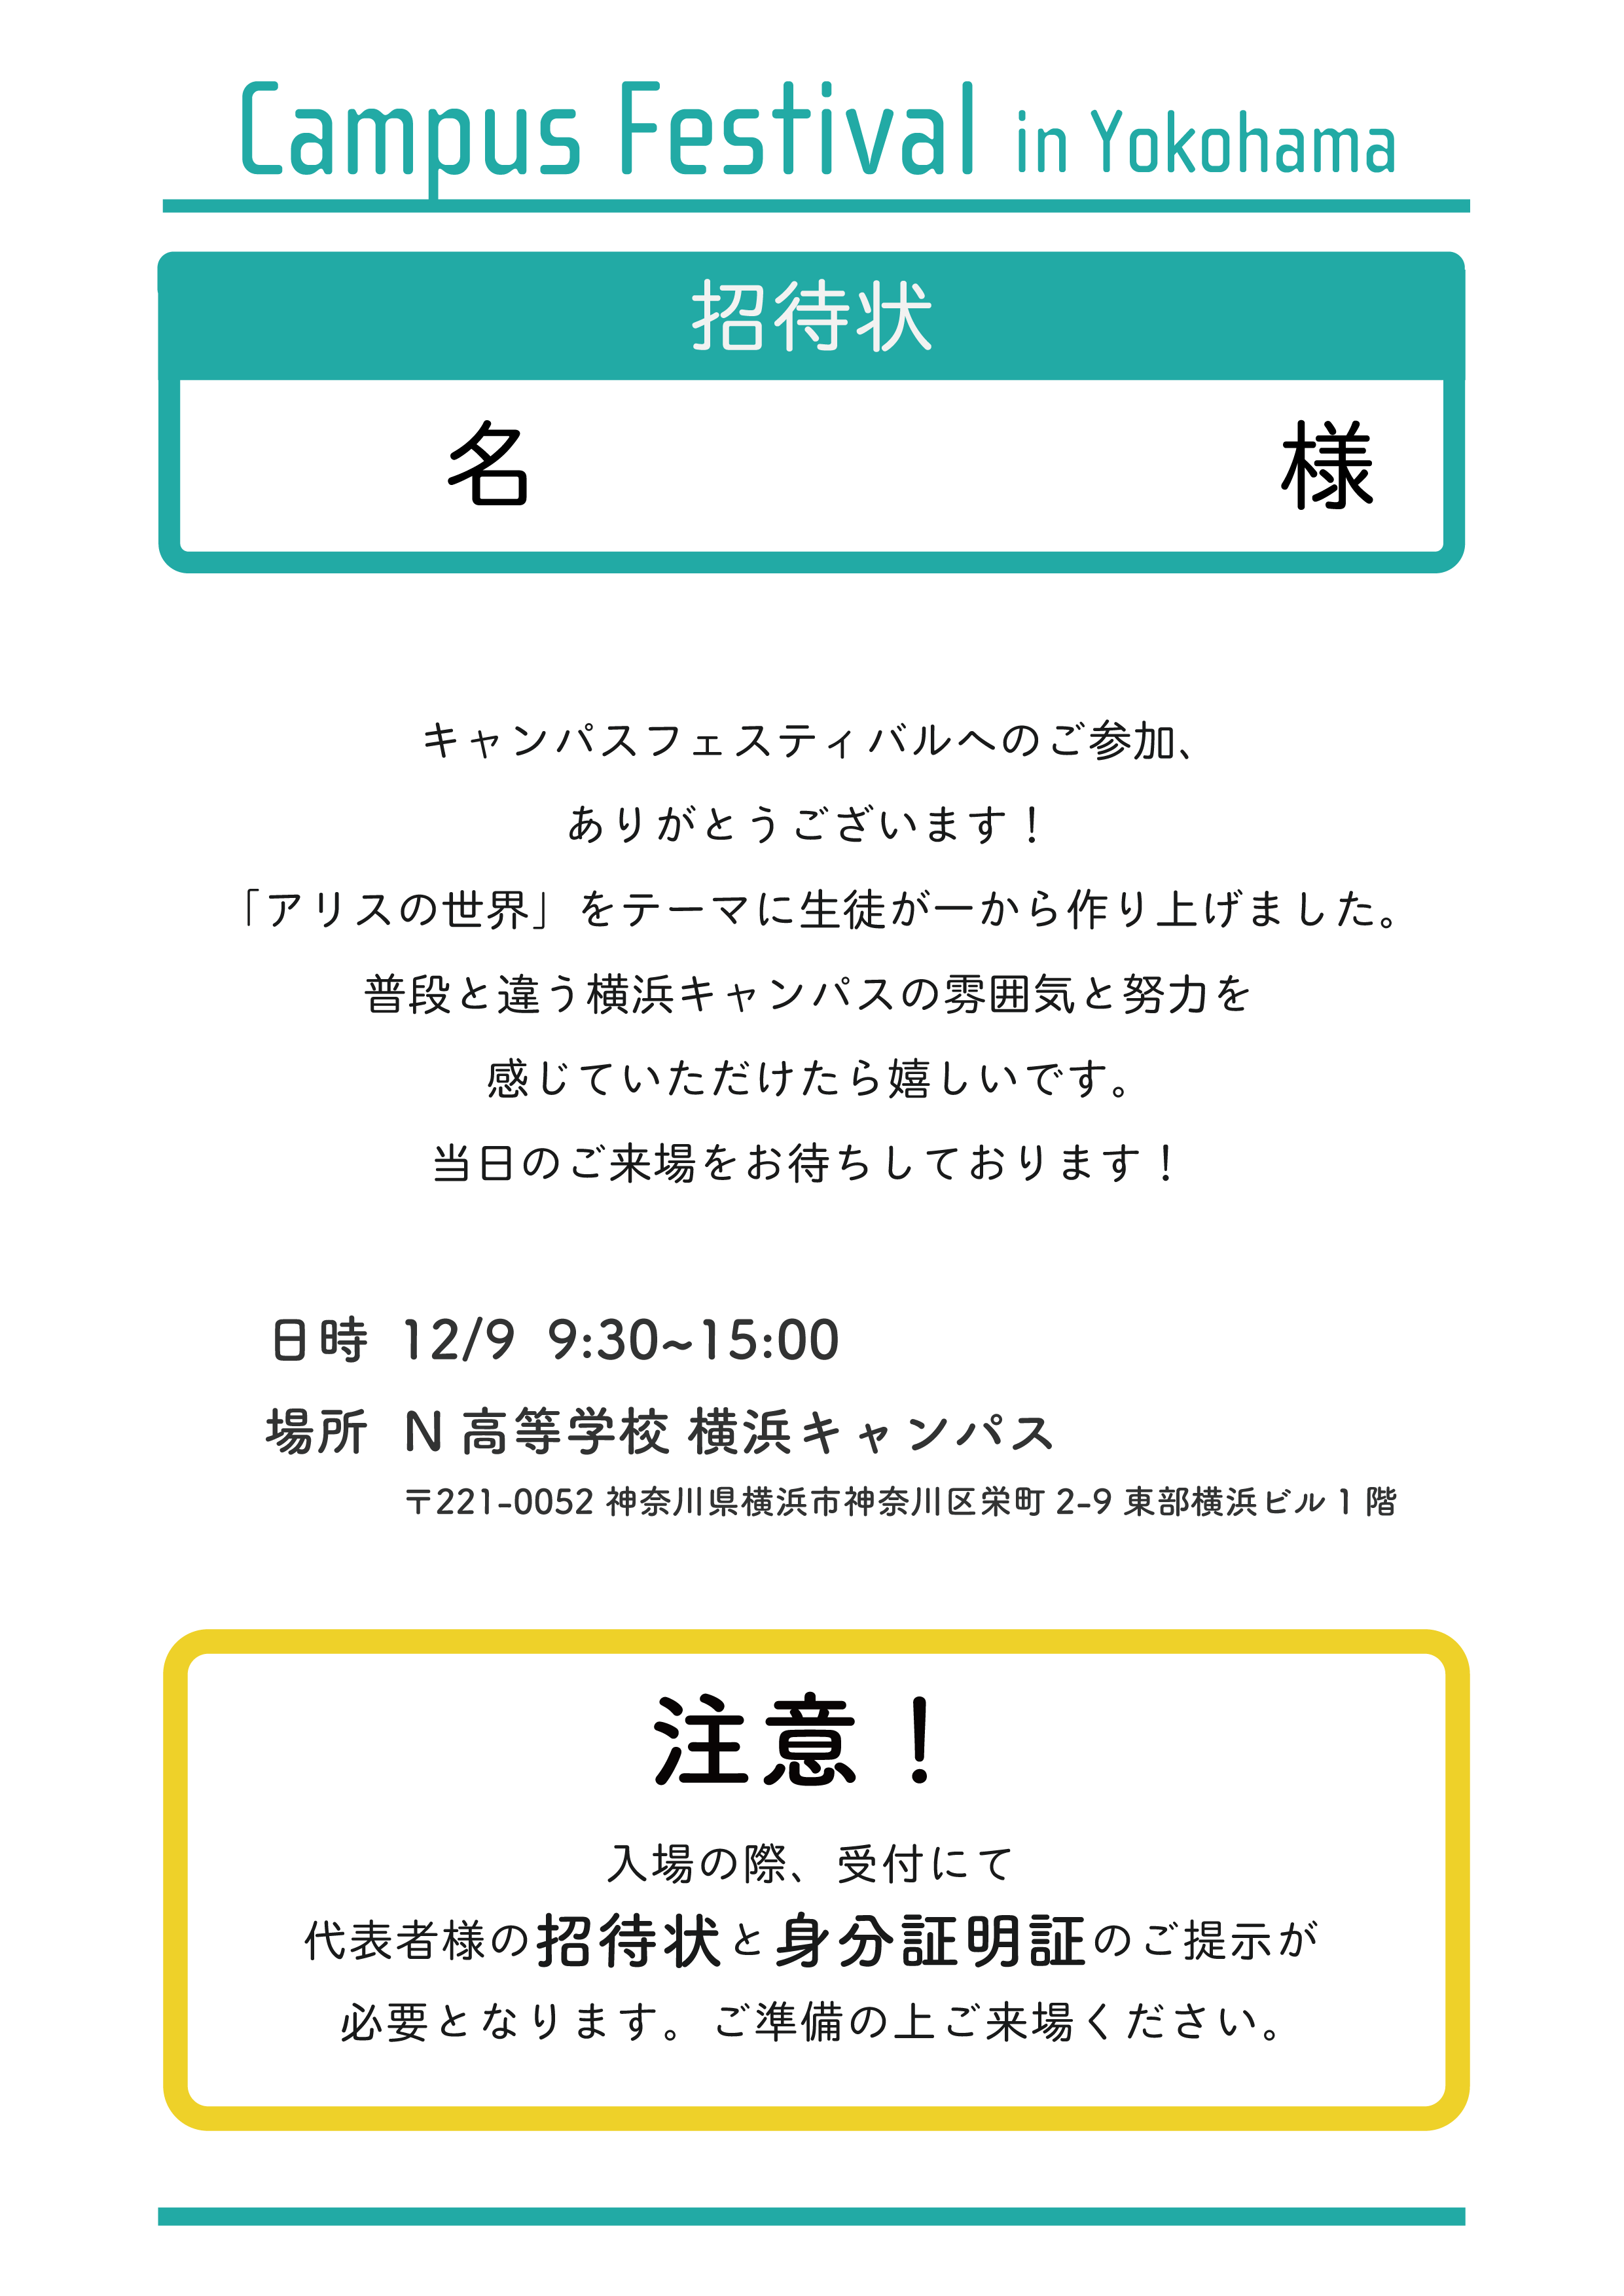 Campus Festival in Yokohama
招待状
名 様
キャンパスフェスティバルへのご参加、
ありがとうございます！
「アリスの世界」をテーマに生徒が一から作り上げました。
普段と違う横浜キャンパスの雰囲気と努力を
感じていただけたら嬉しいです。
当日のご来場をお待ちしております！
日時 12/9 9:30~15:00
場所 N 高等学校 横浜キャンパス
〒221-0052 神奈川県横浜市神奈川区栄町 2-9 東部横浜ビル 1 階
注意！
入場の際、受付にて
代表者様の招待状と身分証明証のご提示が
必要となります。ご準備の上ご来場ください。